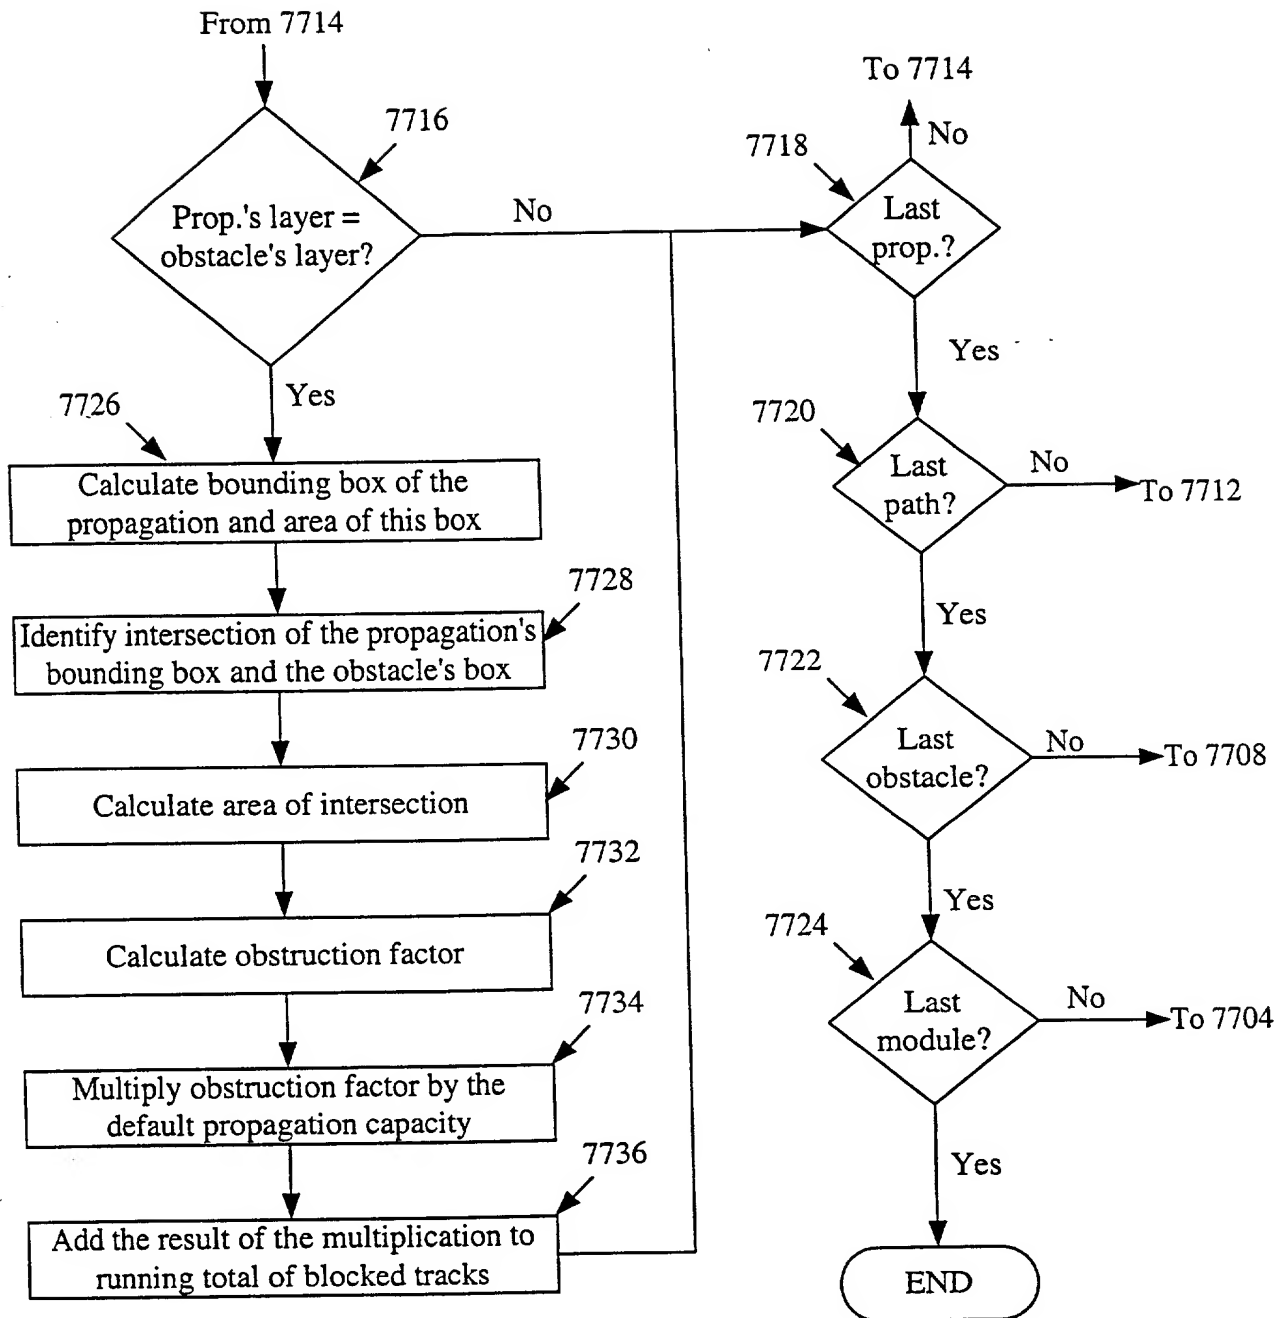 From 7714
7716
Prop.'s layer =
obstacle's layer?
No
Yes
7726
Calculate bounding box of the
propagation and area of this box
7728
Identify intersection of the propagation's
bounding box and the obstacle's box
7730
Calculate area of intersection
7732
Calculate obstruction factor
7734
Multiply obstruction factor by the
default propagation capacity
7736
Add the result of the multiplication to
running total of blocked tracks
To 7714
No
7718
Last
prop.?
Yes
7720
Last
path?
No
To 7712
Yes
7722
Last
obstacle?
No
To 7708
Yes
7724
Last
module?
No
To 7704
Yes
END